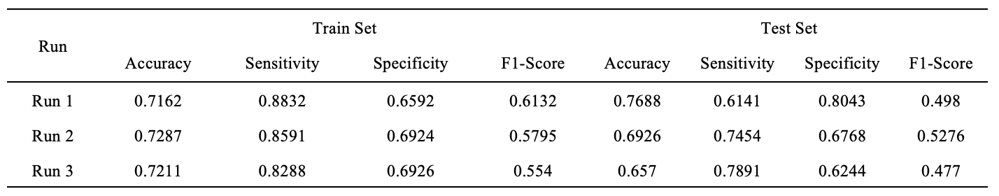 Run Train Set Test Set
Accuracy Sensitivity Specificity F1-Score Accuracy Sensitivity Specificity F1-Score
Run 1 0.7162 0.8832 0.6592 0.6132 0.7688 0.6141 0.8043 0.498
Run 2 0.7287 0.8591 0.6924 0.5795 0.6926 0.7454 0.6768 0.5276
Run 3 0.7211 0.8288 0.6926 0.554 0.657 0.7891 0.6244 0.477